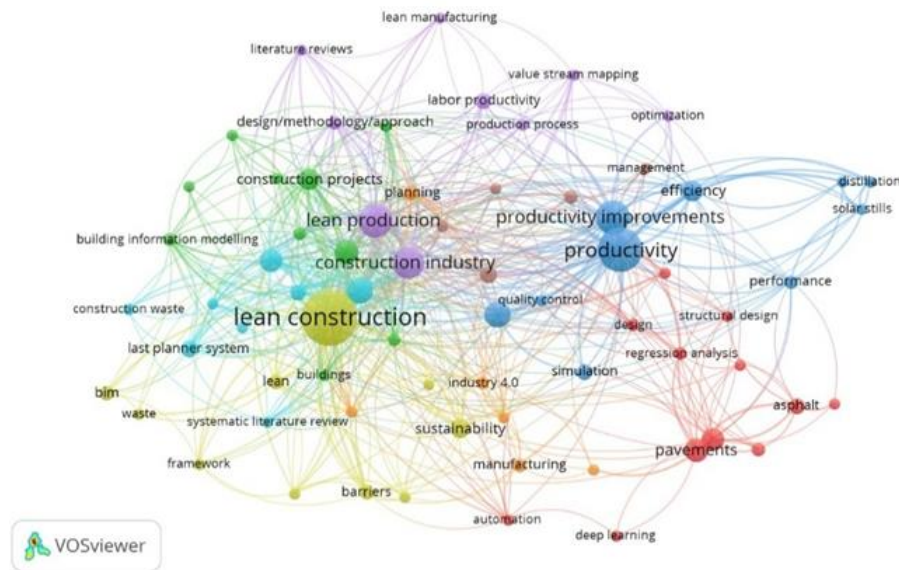 lean manufacturing
literature reviews
value stream mapping
labor productivity
optimization
design/methodology/approach
production process
management
construction projects
planning
efficiency
distillation
solar stills
lean production
productivity improvements
building information modelling
construction industry
productivity
performance
quality control
construction waste
lean construction
design
structural design
last planner system
regression analysis
buildings
simulation
lean
industry 4.0
bim
waste
asphalt
systematic literature review
sustainability
pavements
framework
manufacturing
barriers
automation
deep learning
VOSviewer